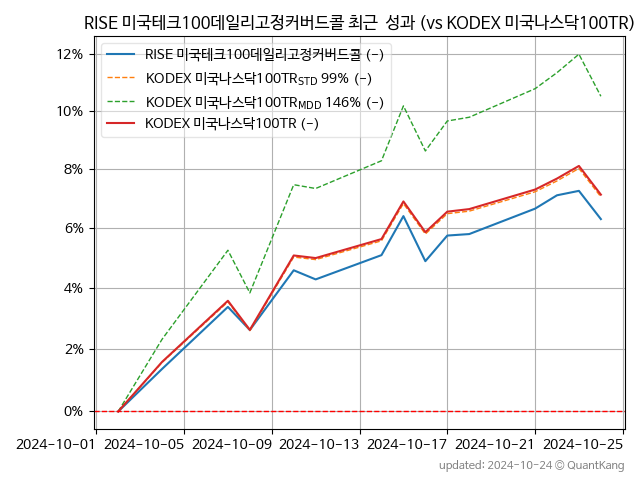 RISE 미국테크100데일리고정커버드콜 최근 성과 (vs KODEX 미국나스닥100TR)
RISE 미국테크100데일리고정커버드콜 (-)
KODEX 미국나스닥100TR_STD 99% (-)
KODEX 미국나스닥100TR_MDD 146% (-)
KODEX 미국나스닥100TR (-)
12%
10%
8%
6%
4%
2%
0%
2024-10-01 2024-10-05 2024-10-09 2024-10-13 2024-10-17 2024-10-21 2024-10-25
updated: 2024-10-24 © QuantKang